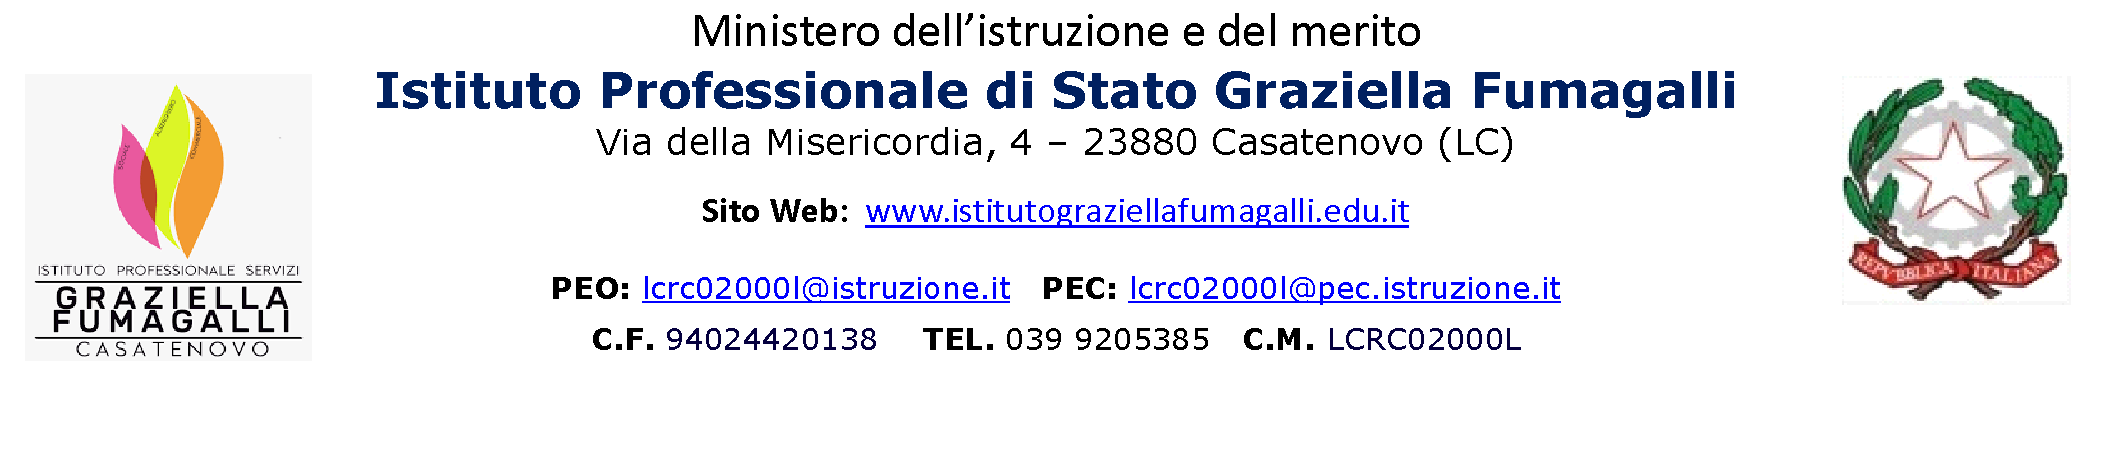 Ministero dell’istruzione e del merito
Istituto Professionale di Stato Graziella Fumagalli
Via della Misericordia, 4 – 23880 Casatenovo (LC)
Sito Web: www.istitutograziellafumagalli.edu.it
PEO: lcrc02000l@istruzione.it PEC: lcrc02000l@pec.istruzione.it
C.F. 94024420138 TEL. 039 9205385 C.M. LCRC02000L
ISTITUTO PROFESSIONALE SERVIZI
GRAZIELLA
FUMAGALLI
CASATENOVO
REPVBBLICA ITALIANA